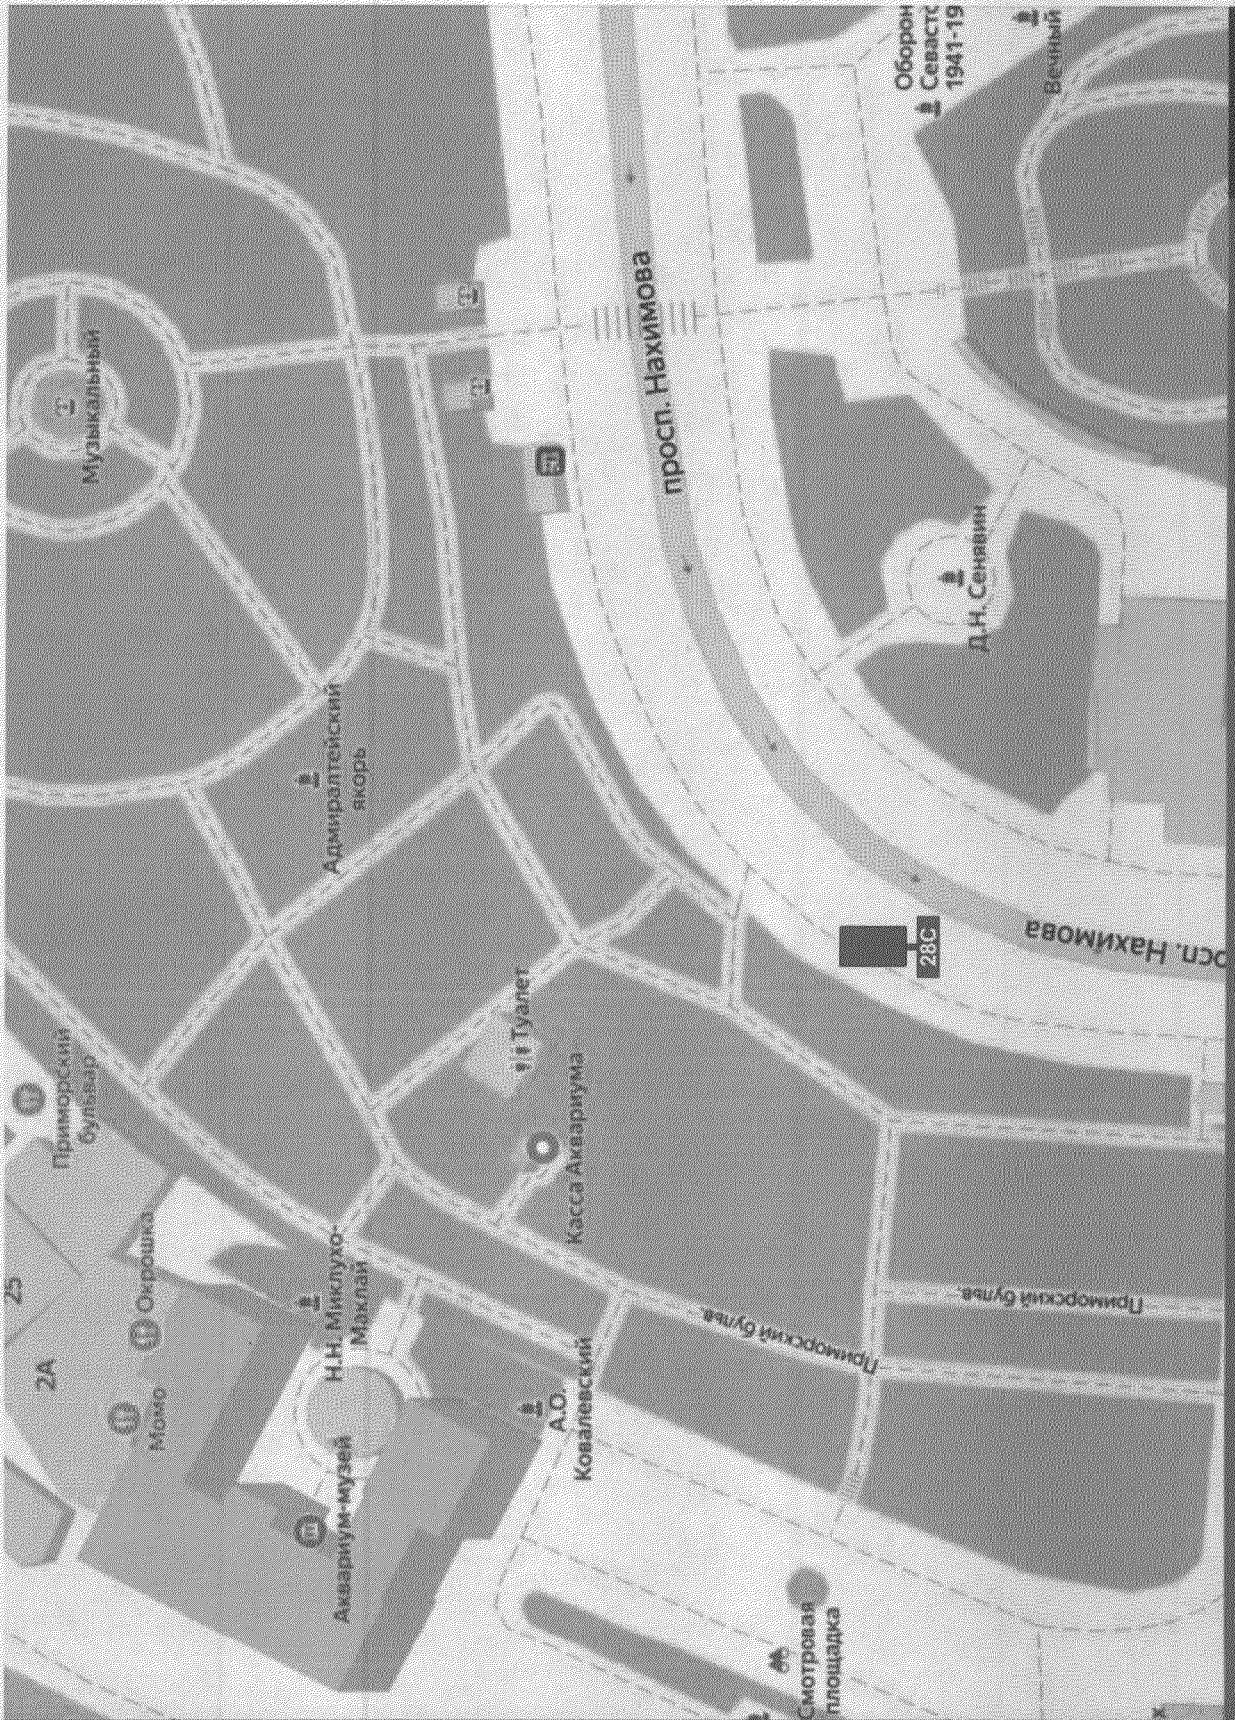 Оборон
Севасто
1941-19
Вечный
просп. Нахимова
Музыкальный
Д.Н. Сенявин
Адмиралтейский
якорь
28С
осп. Нахимова
Туалет
Приморский
бульвар
Касса Аквариума
Окрошка
25
2А
Момо
Н.Н. Миклухо-
Маклай
Приморский бульв.
Приморский бульв.
А.О.
Ковалевский
Аквариум-музей
Смотровая
площадка